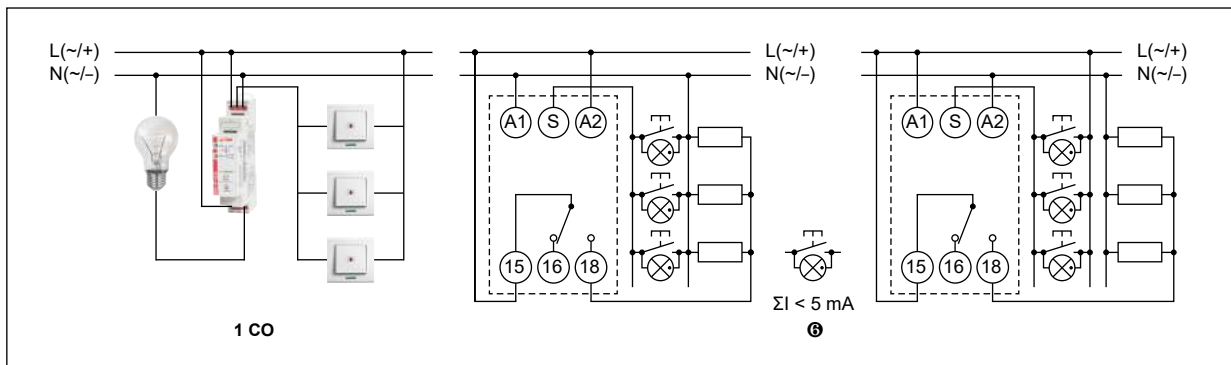 L(~/+)
N(~/–)
1 CO
A1 S A2
15 16 18
L(~/+)
N(~/–)
ΣI < 5 mA
❻
A1 S A2
15 16 18
L(~/+)
N(~/–)